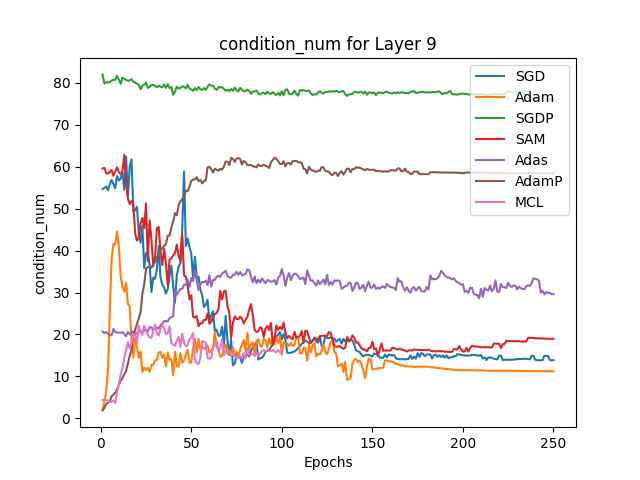 condition_num for Layer 9
SGD
Adam
SGDP
SAM
Adas
AdamP
MCL
80
70
60
50
40
30
20
10
0
condition_num
0 50 100 150 200 250
Epochs